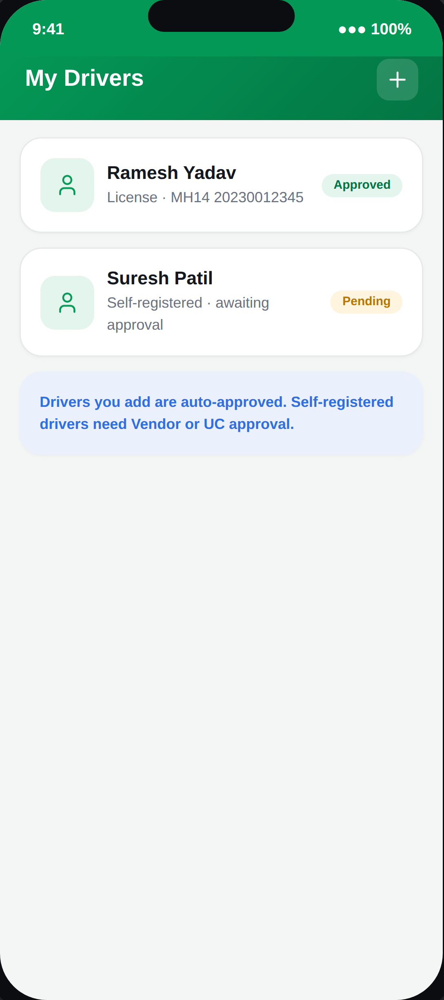 9:41
●●● 100%
My Drivers
Ramesh Yadav
License · MH14 20230012345
Approved
Suresh Patil
Self-registered · awaiting
approval
Pending
Drivers you add are auto-approved. Self-registered
drivers need Vendor or UC approval.